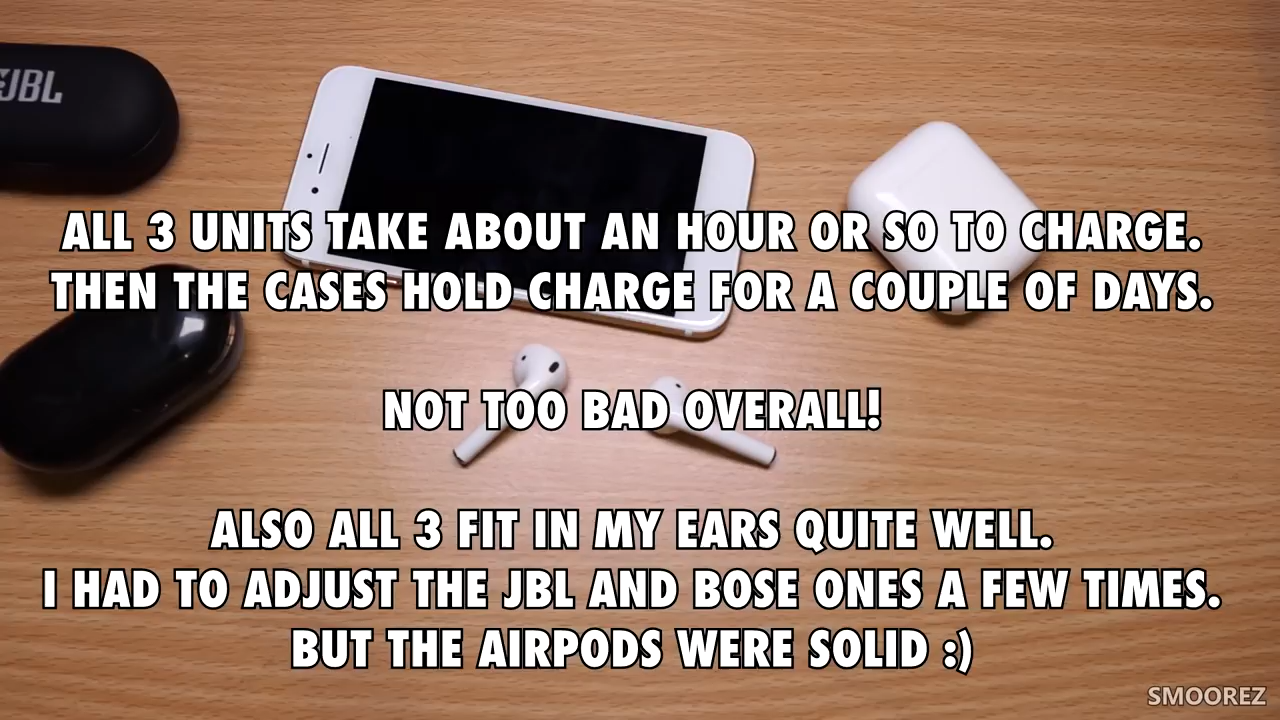 JBL
ALL 3 UNITS TAKE ABOUT AN HOUR OR SO TO CHARGE.
THEN THE CASES HOLD CHARGE FOR A COUPLE OF DAYS.
NOT TOO BAD OVERALL!
ALSO ALL 3 FIT IN MY EARS QUITE WELL.
I HAD TO ADJUST THE JBL AND BOSE ONES A FEW TIMES.
BUT THE AIRPODS WERE SOLID :)
SMOOREZ